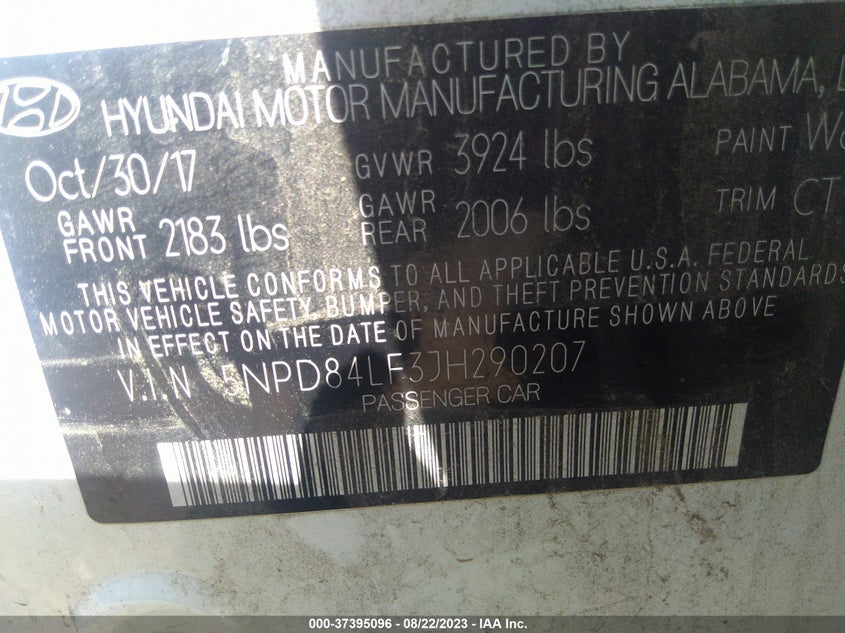 MANUFACTURED BY
HYUNDAI MOTOR MANUFACTURING ALABAMA,
Oct/30/17 GVWR 3924 lbs PAINT
GAWR FRONT 2183 lbs GAWR REAR 2006 lbs TRIM CT
THIS VEHICLE CONFORMS TO ALL APPLICABLE U.S.A. FEDERAL
MOTOR VEHICLE SAFETY, BUMPER, AND THEFT PREVENTION STANDARDS
IN EFFECT ON THE DATE OF MANUFACTURE SHOWN ABOVE
V.I.N 5NPD84LF3JH290207
PASSENGER CAR
000-37395096 - 08/22/2023 - IAA Inc.